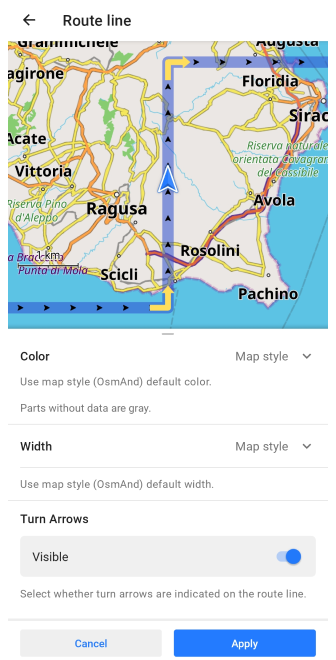 Route line
Grammichele
Augusta
agirone
Floridia
Sirac
Acate
Riserva naturale
orientata Cavagran
del Cassibile
Vittoria
Riserva Pino
d'Aleppo
Ragusa
Avola
1 km
Rosolini
a Bracc
Punta di Mola
Scicli
Pachino
Color
Map style
Use map style (OsmAnd) default color.
Parts without data are gray.
Width
Map style
Use map style (OsmAnd) default width.
Turn Arrows
Visible
Select whether turn arrows are indicated on the route line.
Cancel
Apply